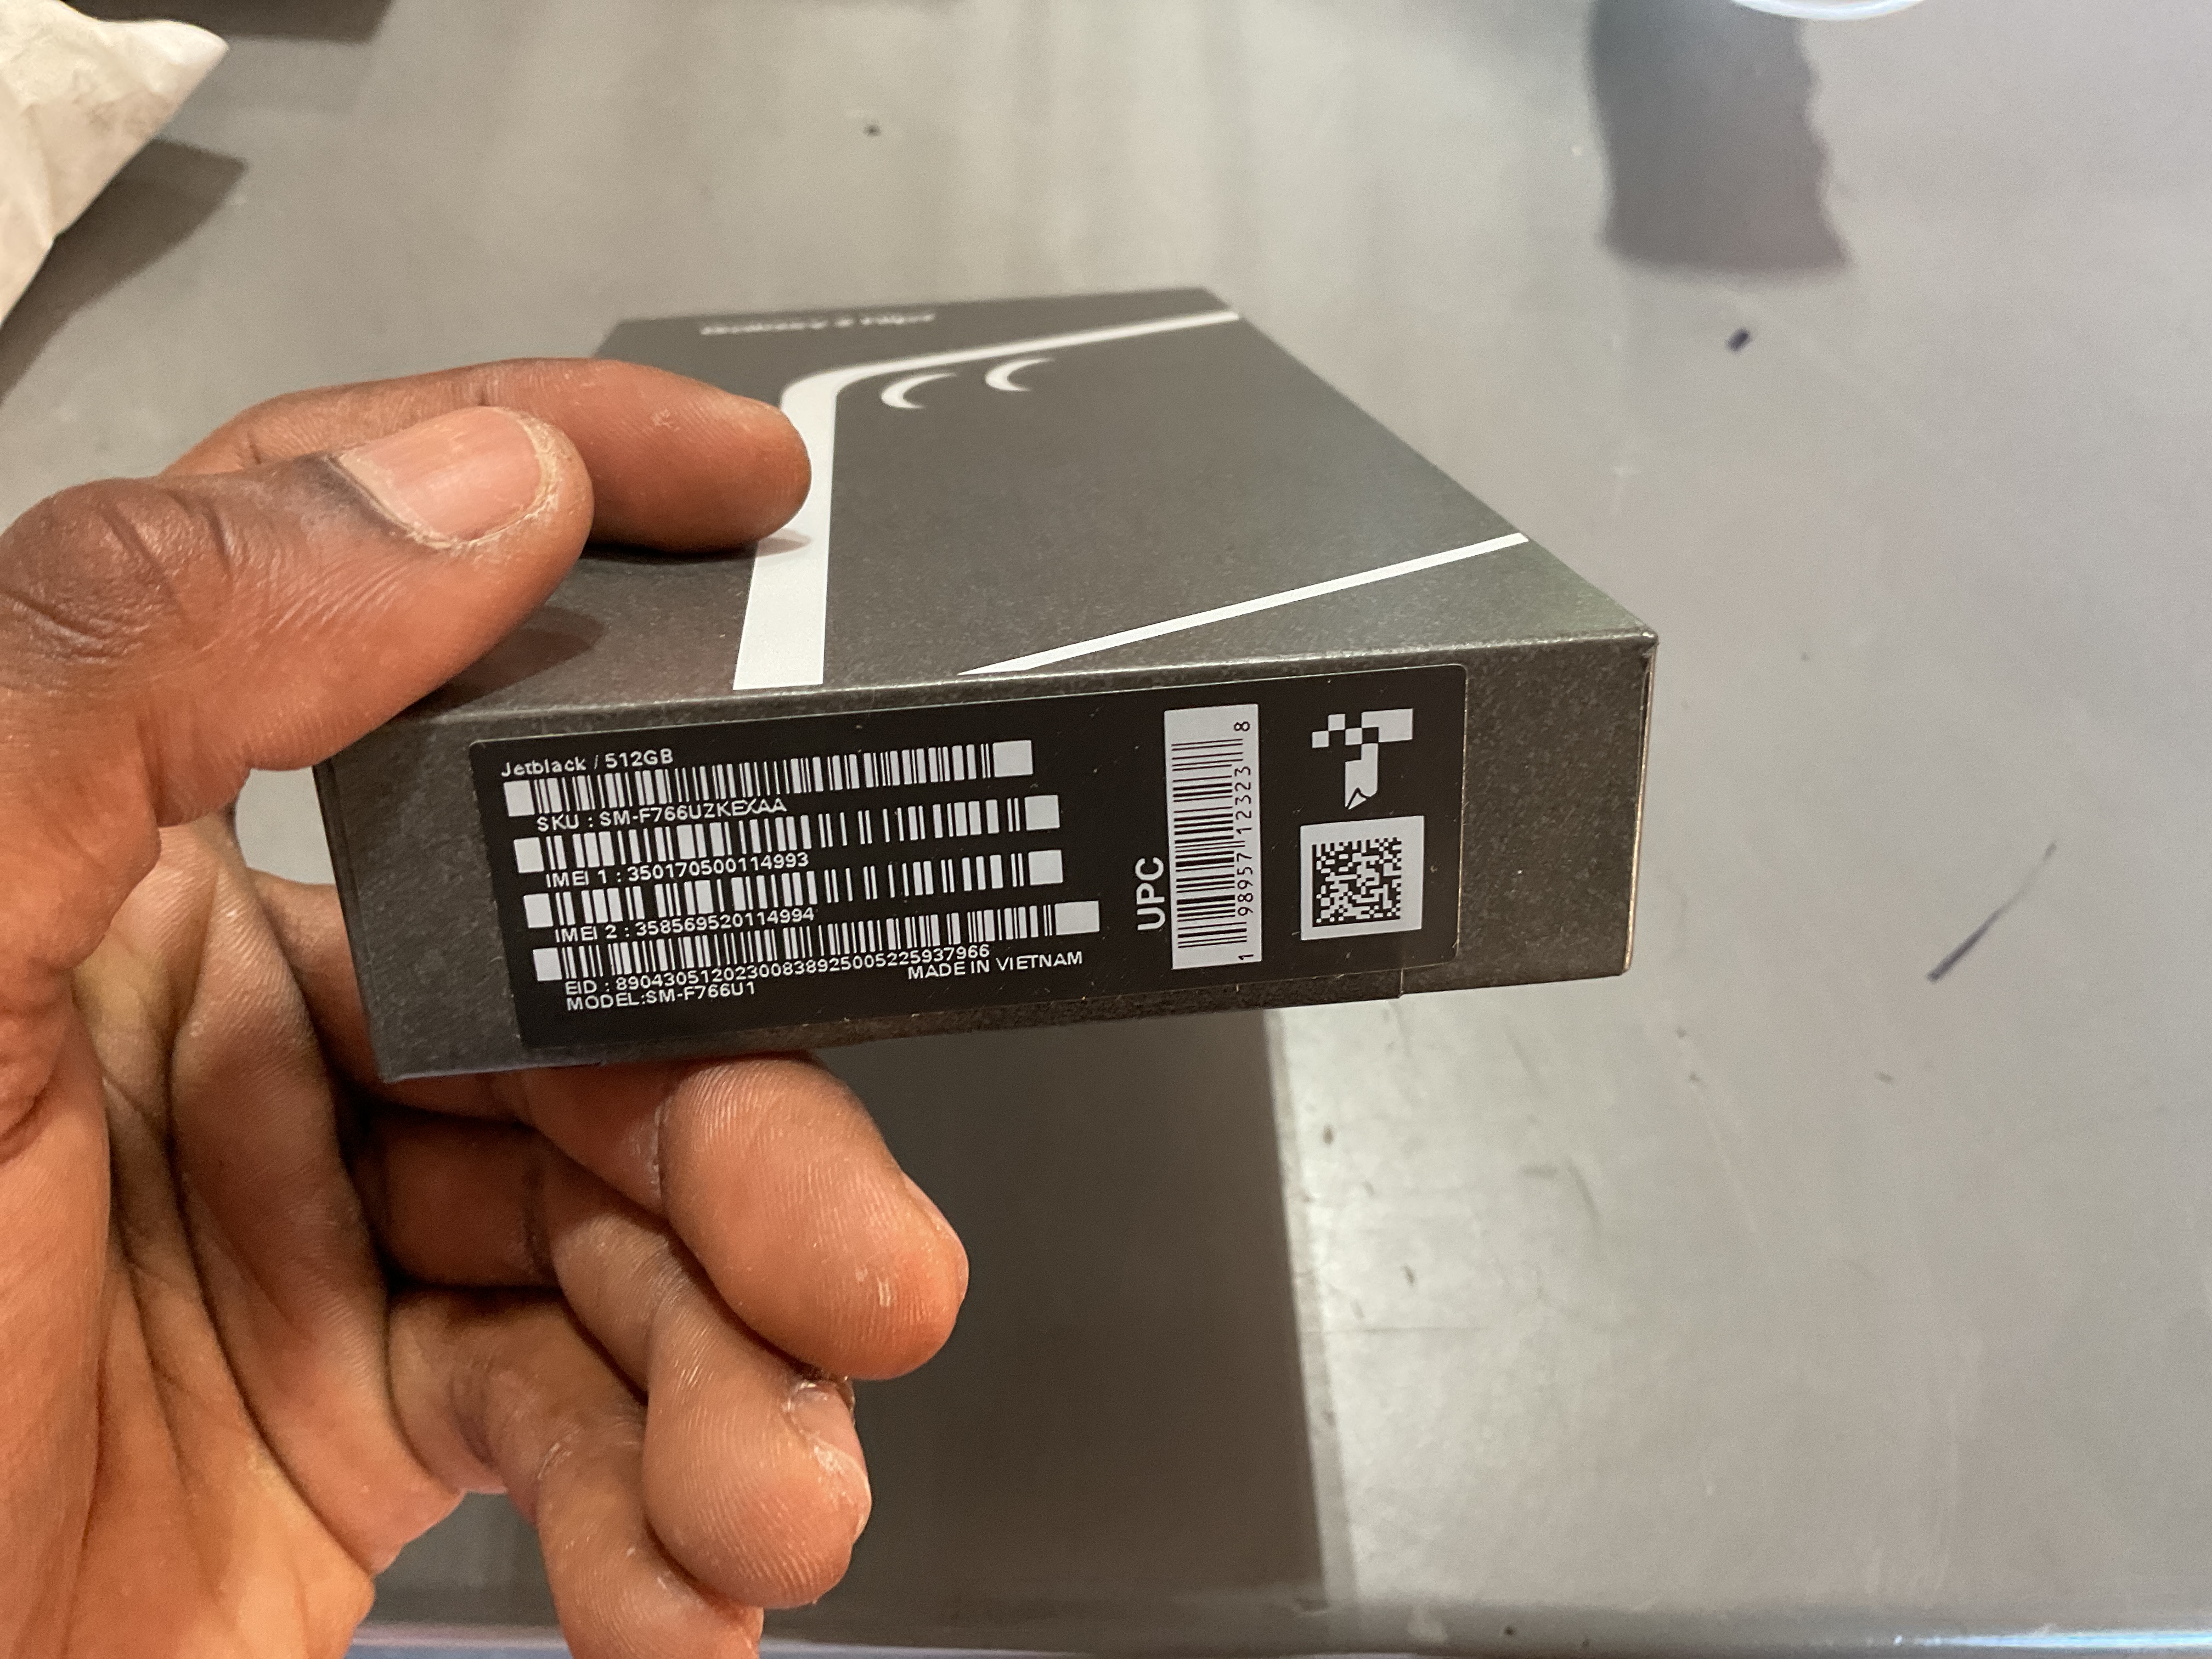 Jetblack / 512GB
SKU : SM-F766UZKEXAA
IMEI 1 : 350170500114993
IMEI 2 : 358569520114994
EID : 89043051202300838925005225937966
MADE IN VIETNAM
MODEL:SM-F766U1
UPC
1 98957 12323 8